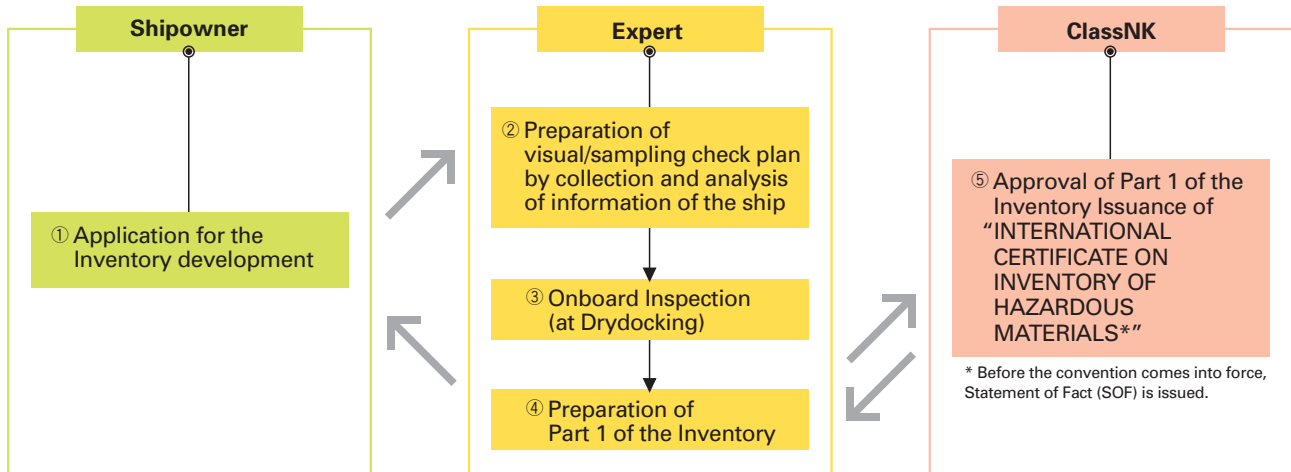 Shipowner
① Application for the
Inventory development
Expert
② Preparation of
visual/sampling check plan
by collection and analysis
of information of the ship
③ Onboard Inspection
(at Drydocking)
④ Preparation of
Part 1 of the Inventory
ClassNK
⑤ Approval of Part 1 of the
Inventory Issuance of
“INTERNATIONAL
CERTIFICATE ON
INVENTORY OF
HAZARDOUS
MATERIALS*”
* Before the convention comes into force,
Statement of Fact (SOF) is issued.